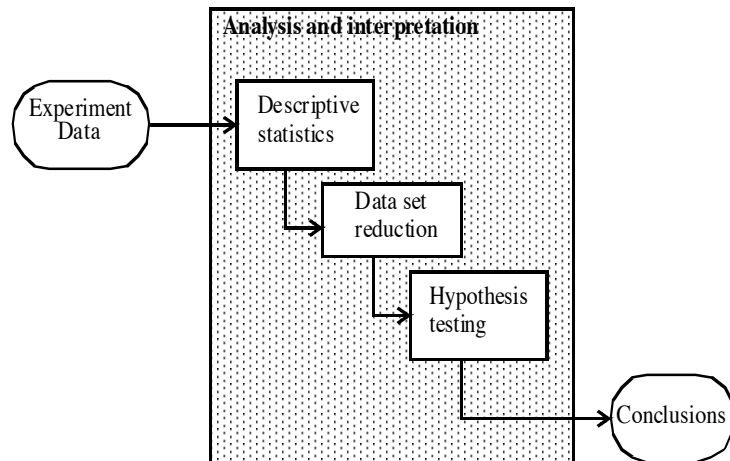 Analysis and interpretation
Experiment
Data
Descriptive
statistics
Data set
reduction
Hypothesis
testing
Conclusions